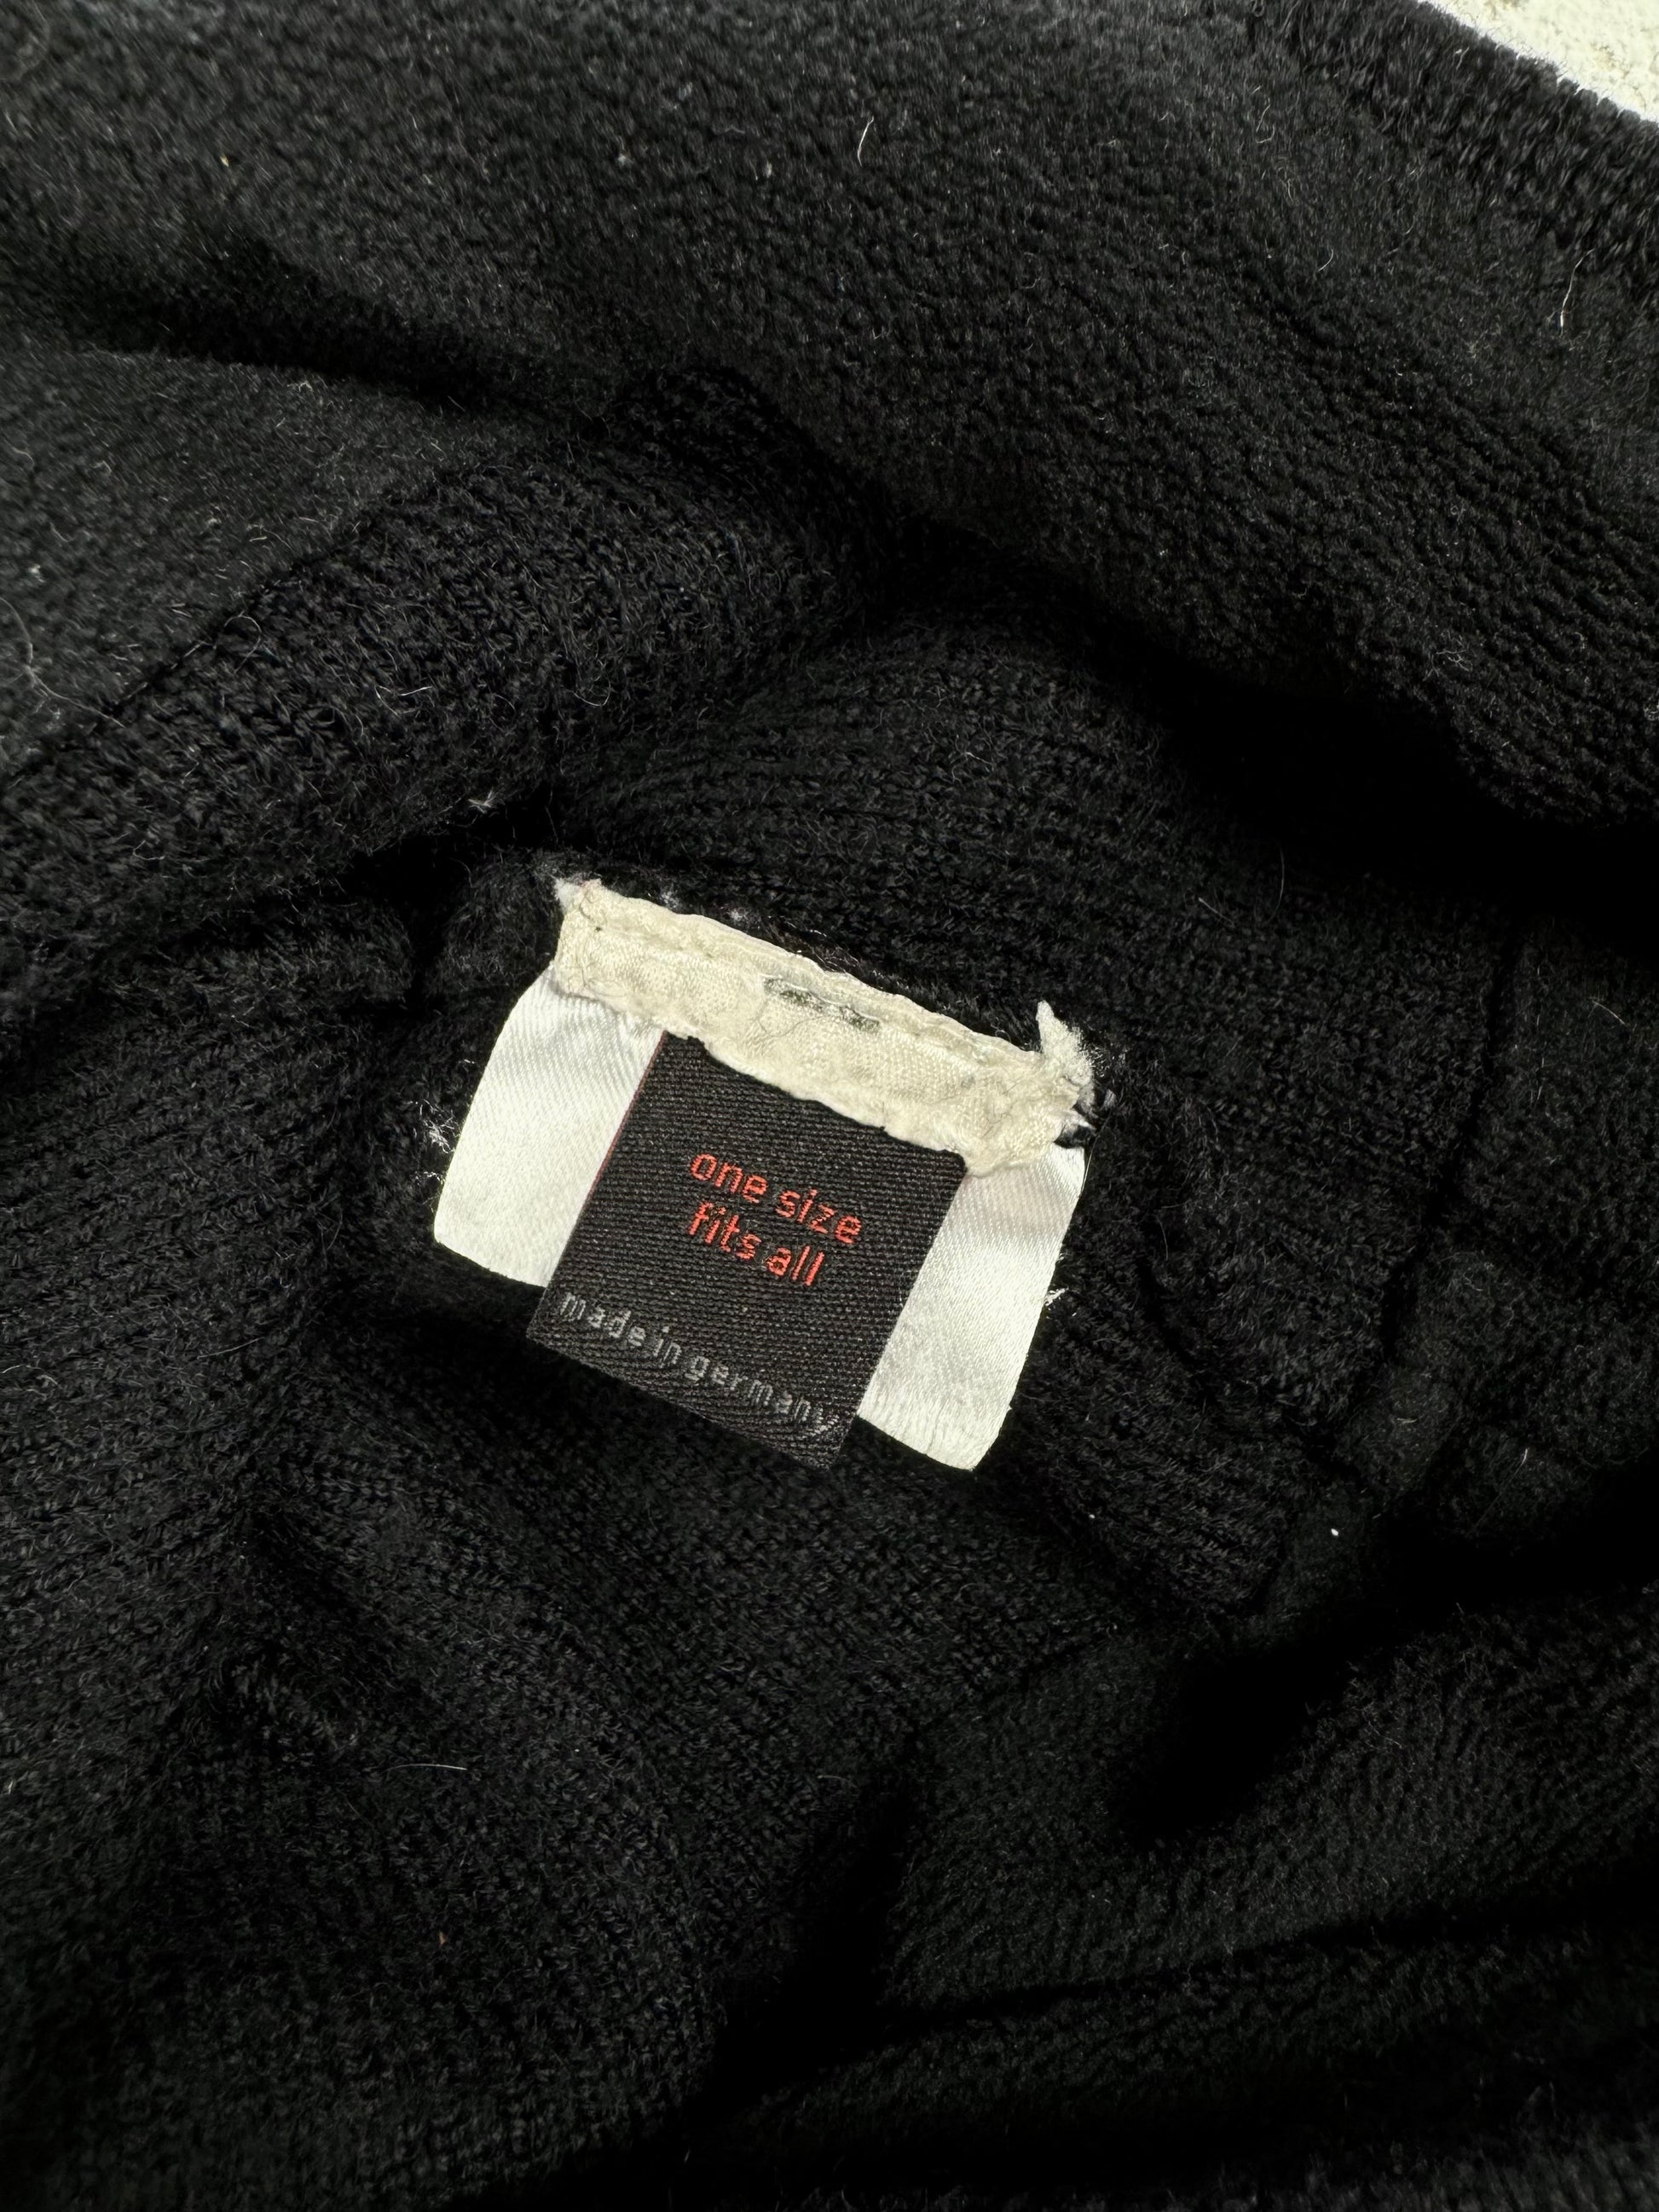 one size
fits all
made in germany